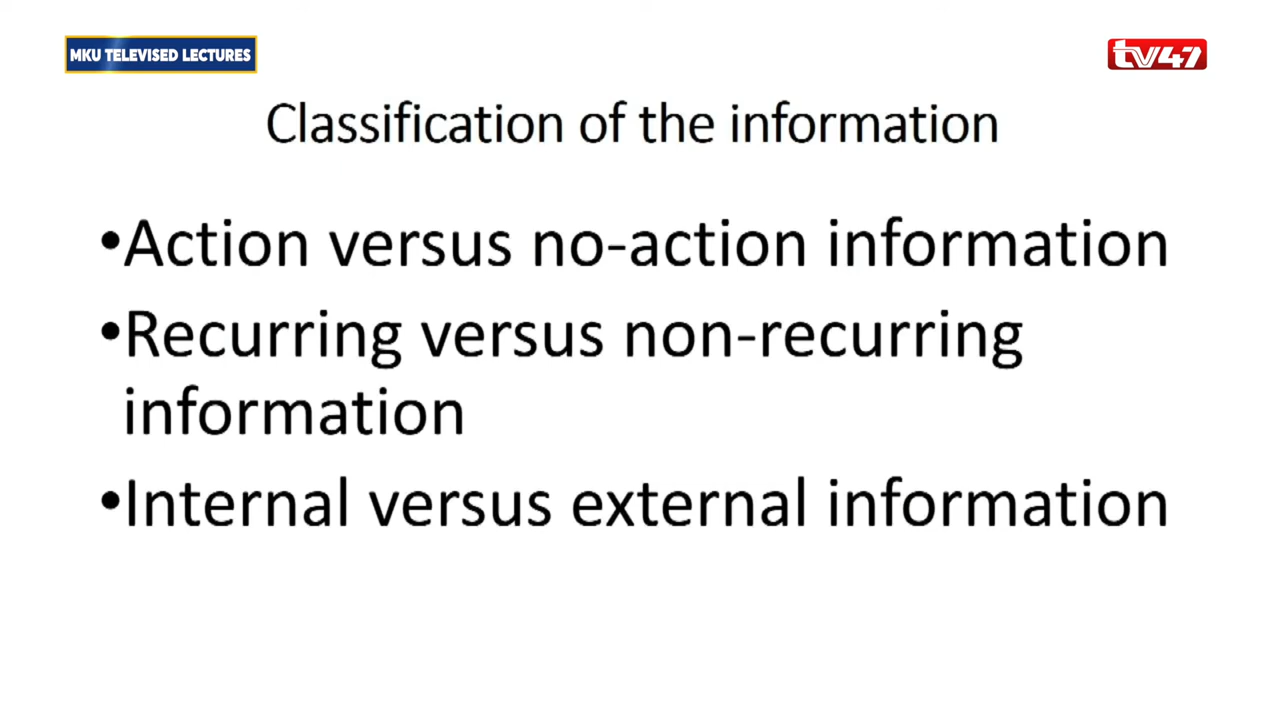 MKU TELEVISED LECTURES
tv47
Classification of the information
•Action versus no-action information
•Recurring versus non-recurring
information
•Internal versus external information